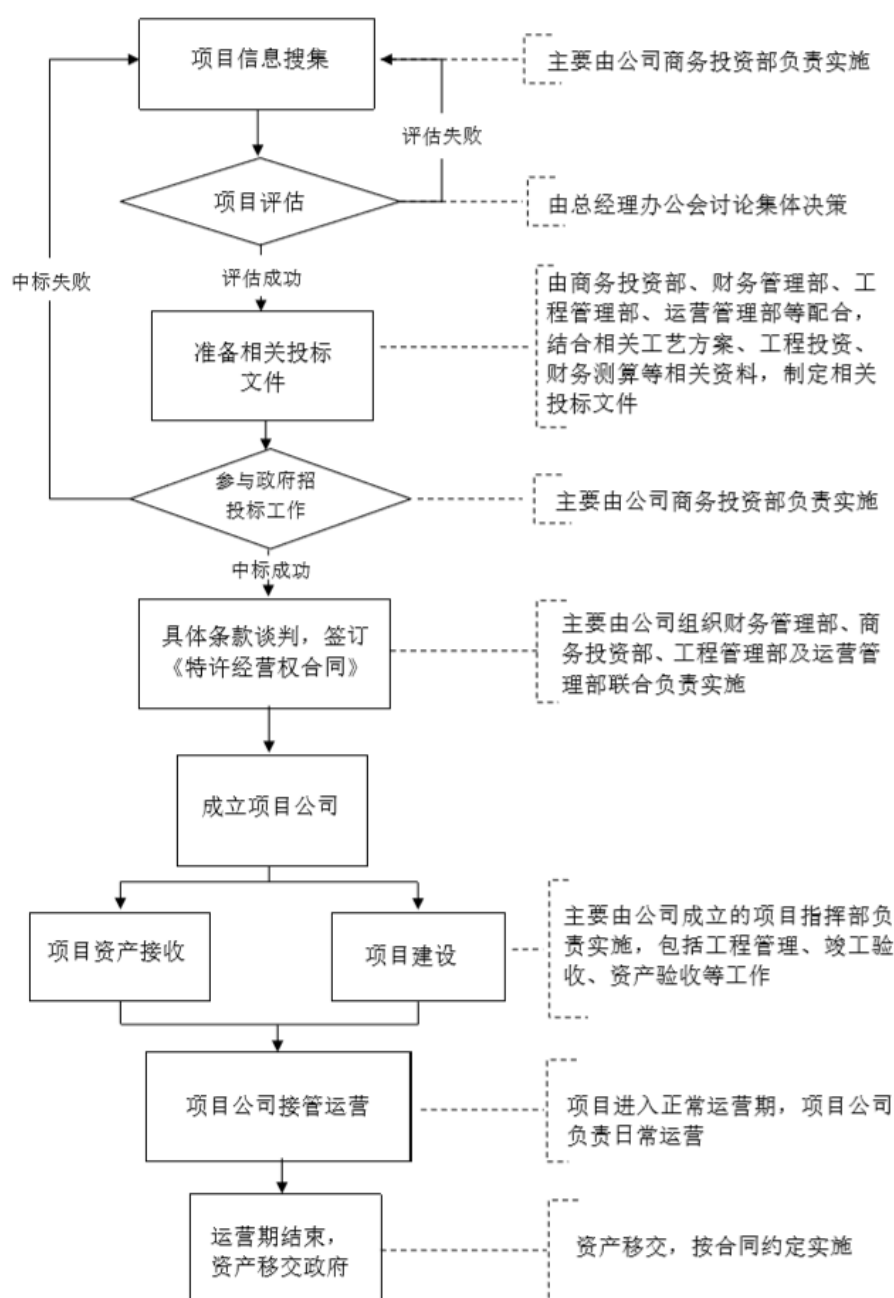 项目信息搜集
主要由公司商务投资部负责实施
评估失败
项目评估
由总经理办公会讨论集体决策
中标失败
评估成功
准备相关投标
文件
由商务投资部、财务管理部、工
程管理部、运营管理部等配合，
结合相关工艺方案、工程投资、
财务测算等相关资料，制定相关
投标文件
参与政府招
投标工作
主要由公司商务投资部负责实施
中标成功
具体条款谈判，签订
《特许经营权合同》
主要由公司组织财务管理部、商
务投资部、工程管理部及运营管
理部联合负责实施
成立项目公司
项目资产接收
项目建设
主要由公司成立的项目指挥部负
责实施，包括工程管理、竣工验
收、资产验收等工作
项目公司接管运营
项目进入正常运营期，项目公司
负责日常运营
运营期结束，
资产移交政府
资产移交，按合同约定实施